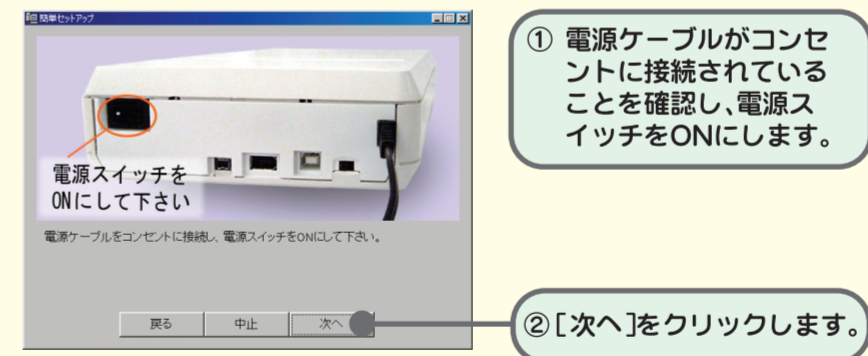 簡単セットアップ
電源スイッチを
ONにして下さい
電源ケーブルをコンセントに接続し、電源スイッチをONにして下さい。
戻る
中止
次へ
① 電源ケーブルがコンセ
ントに接続されている
ことを確認し、電源ス
イッチをONにします。
②[次へ]をクリックします。